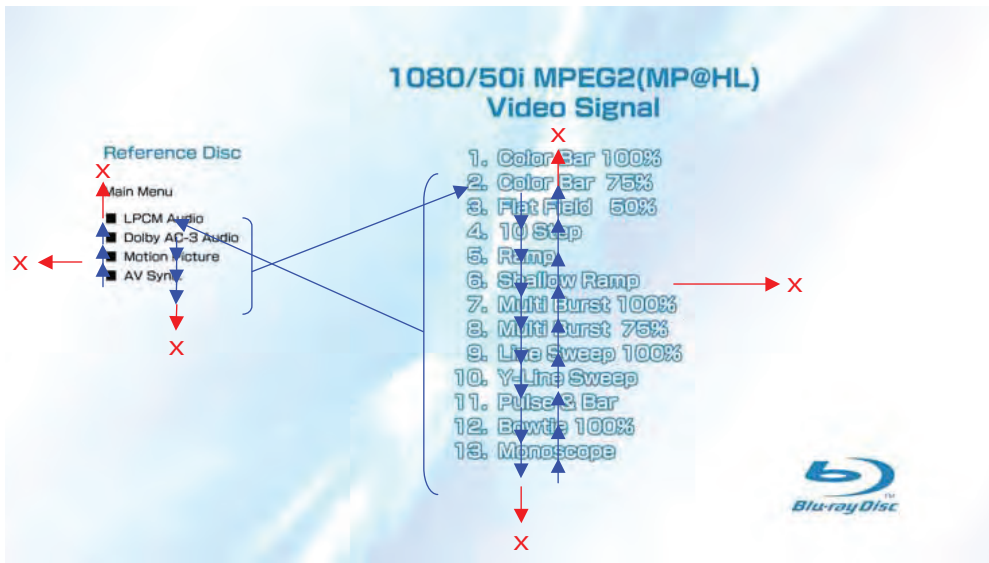 1080/50i MPEG2(MP@HL)
Video Signal
Reference Disc
X
Main Menu
■ LPCM Audio
■ Dolby AC-3 Audio
■ Motion Picture
■ AV Sync
X
X
X
1. Color Bar 100%
2. Color Bar 75%
3. Flat Field 50%
4. 10 Step
5. Ramp
6. Shallow Ramp
X
7. Multi Burst 100%
8. Multi Burst 75%
9. Line Sweep 100%
10. Y-Line Sweep
11. Pulse & Bar
12. Bowtie 100%
13. Monoscope
X
Blu-ray Disc
TM